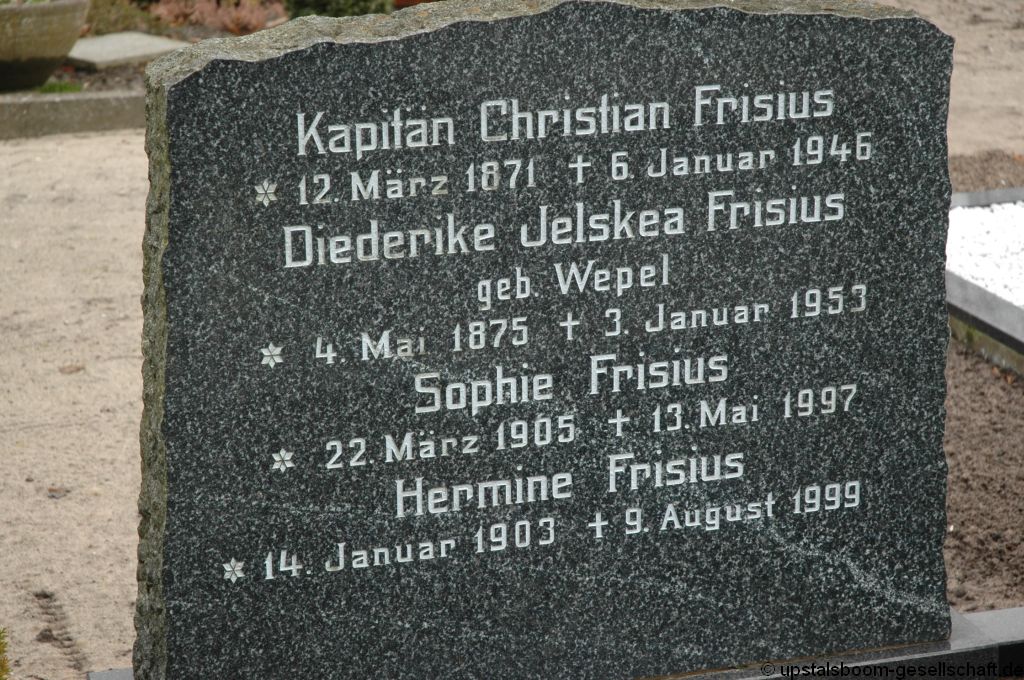 Kapitän Christian Frisius
* 12. März 1871 † 6. Januar 1946
Diederike Jelskea Frisius
geb. Wepel
* 4. Mai 1875 † 3. Januar 1953
Sophie Frisius
* 22. März 1905 † 13. Mai 1997
Hermine Frisius
* 14. Januar 1903 † 9. August 1999
© upstalsboom-gesellschaft.de